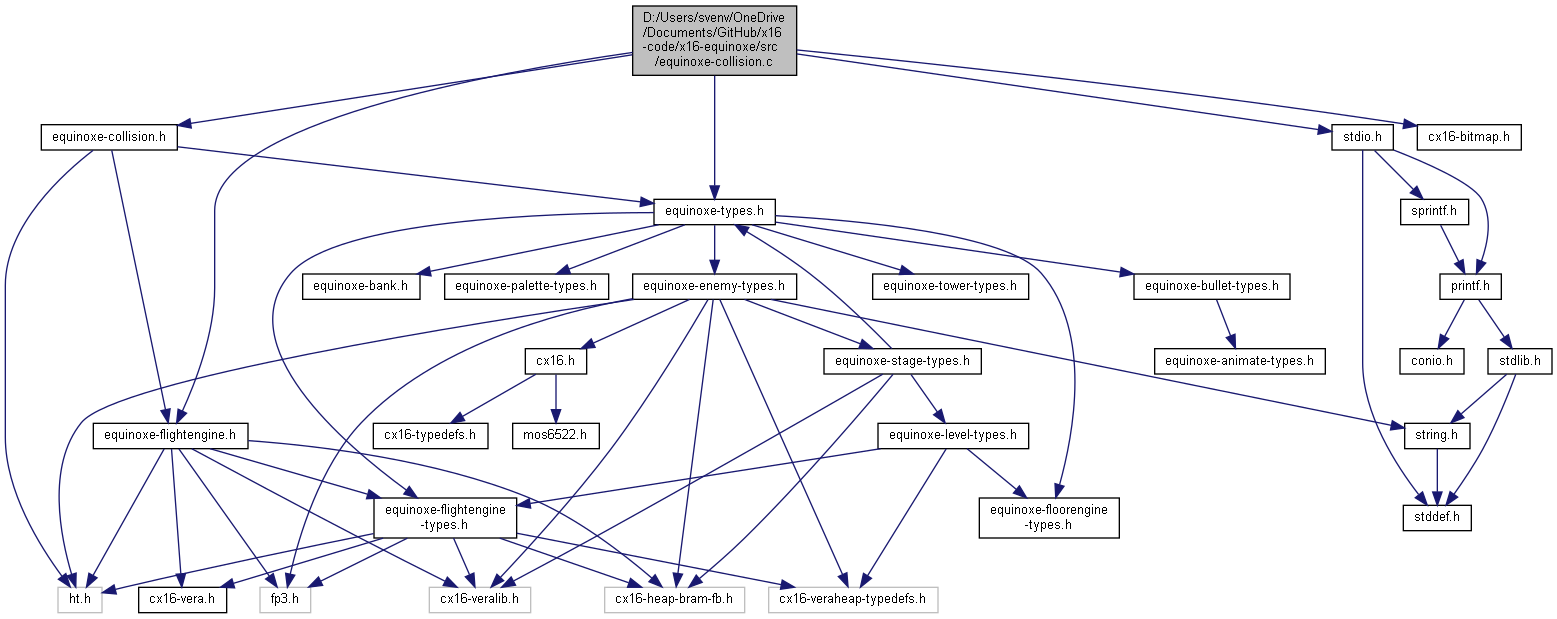 D:/Users/svenv/OneDrive
/Documents/GitHub/x16
-code/x16-equinoxe/src
/equinoxe-collision.c
equinoxe-collision.h
stdio.h
cx16-bitmap.h
equinoxe-types.h
sprintf.h
equinoxe-bank.h
equinoxe-palette-types.h
equinoxe-enemy-types.h
equinoxe-tower-types.h
equinoxe-bullet-types.h
printf.h
cx16.h
equinoxe-stage-types.h
equinoxe-animate-types.h
conio.h
stdlib.h
equinoxe-flightengine.h
cx16-typedefs.h
mos6522.h
equinoxe-level-types.h
string.h
equinoxe-flightengine
-types.h
equinoxe-floorengine
-types.h
stddef.h
ht.h
cx16-vera.h
fp3.h
cx16-veralib.h
cx16-heap-bram-fb.h
cx16-veraheap-typedefs.h